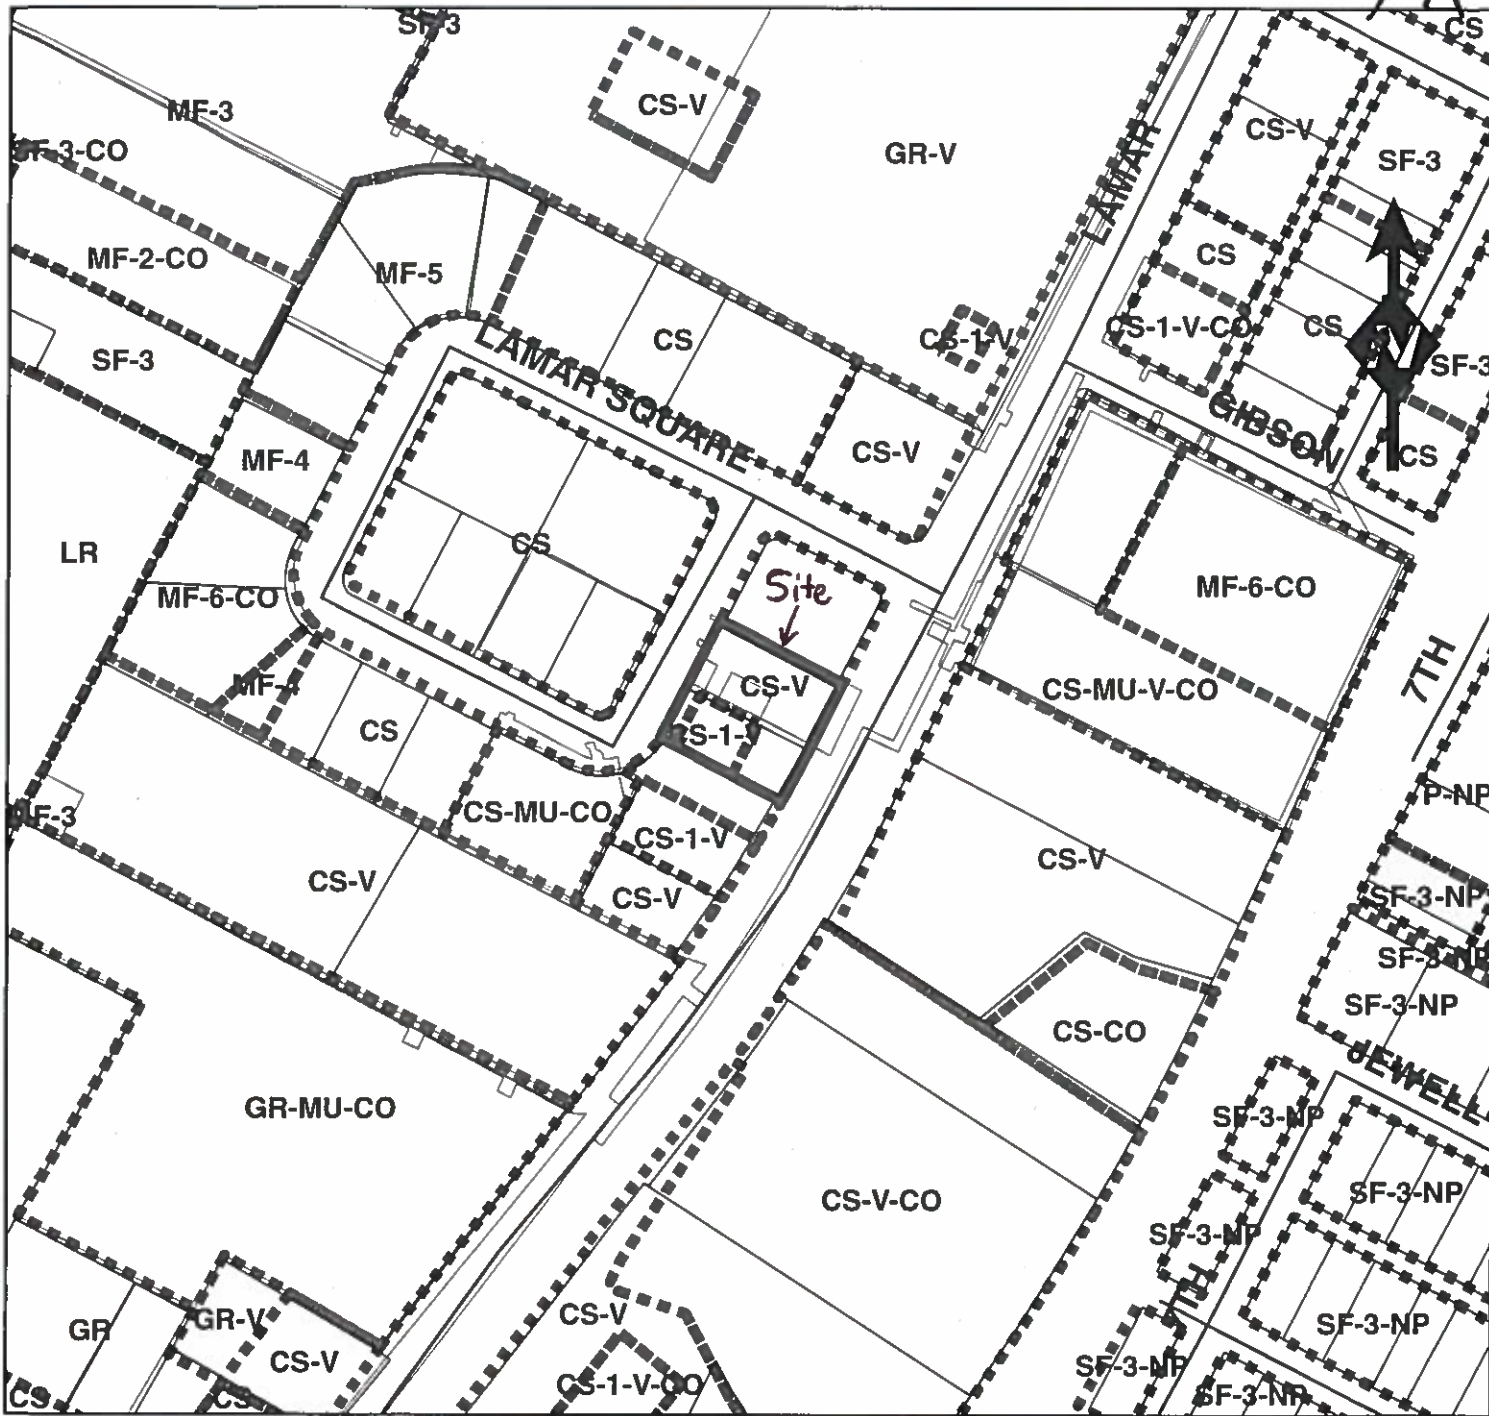 SF-3
CS
MF-3
CS-V
GR-V
LAMAR
CS-V
SF-3
SF-3-CO
MF-2-CO
MF-5
CS
CS-1-V
CS-1-V-CO
CS
SF-3
LAMAR SQUARE
CS
SF-3
GIBSON
MF-4
CS-V
CS
LR
CS
MF-6-CO
MF-6-CO
Site
MF-4
CS-V
CS-MU-V-CO
7TH
CS
CS-1-V
CS-MU-CO
CS-1-V
P-NP
CS-V
CS-V
CS-V
SF-3-NP
SF-3-NP
SF-3-NP
CS-CO
JEWELL
GR-MU-CO
SF-3-NP
CS-V-CO
SF-3-NP
SF-3-NP
7TH
GR-V
CS-V
SF-3-NP
GR
CS-V
SF-3-NP
CS
CS
CS-1-V-CO
SF-3-NP